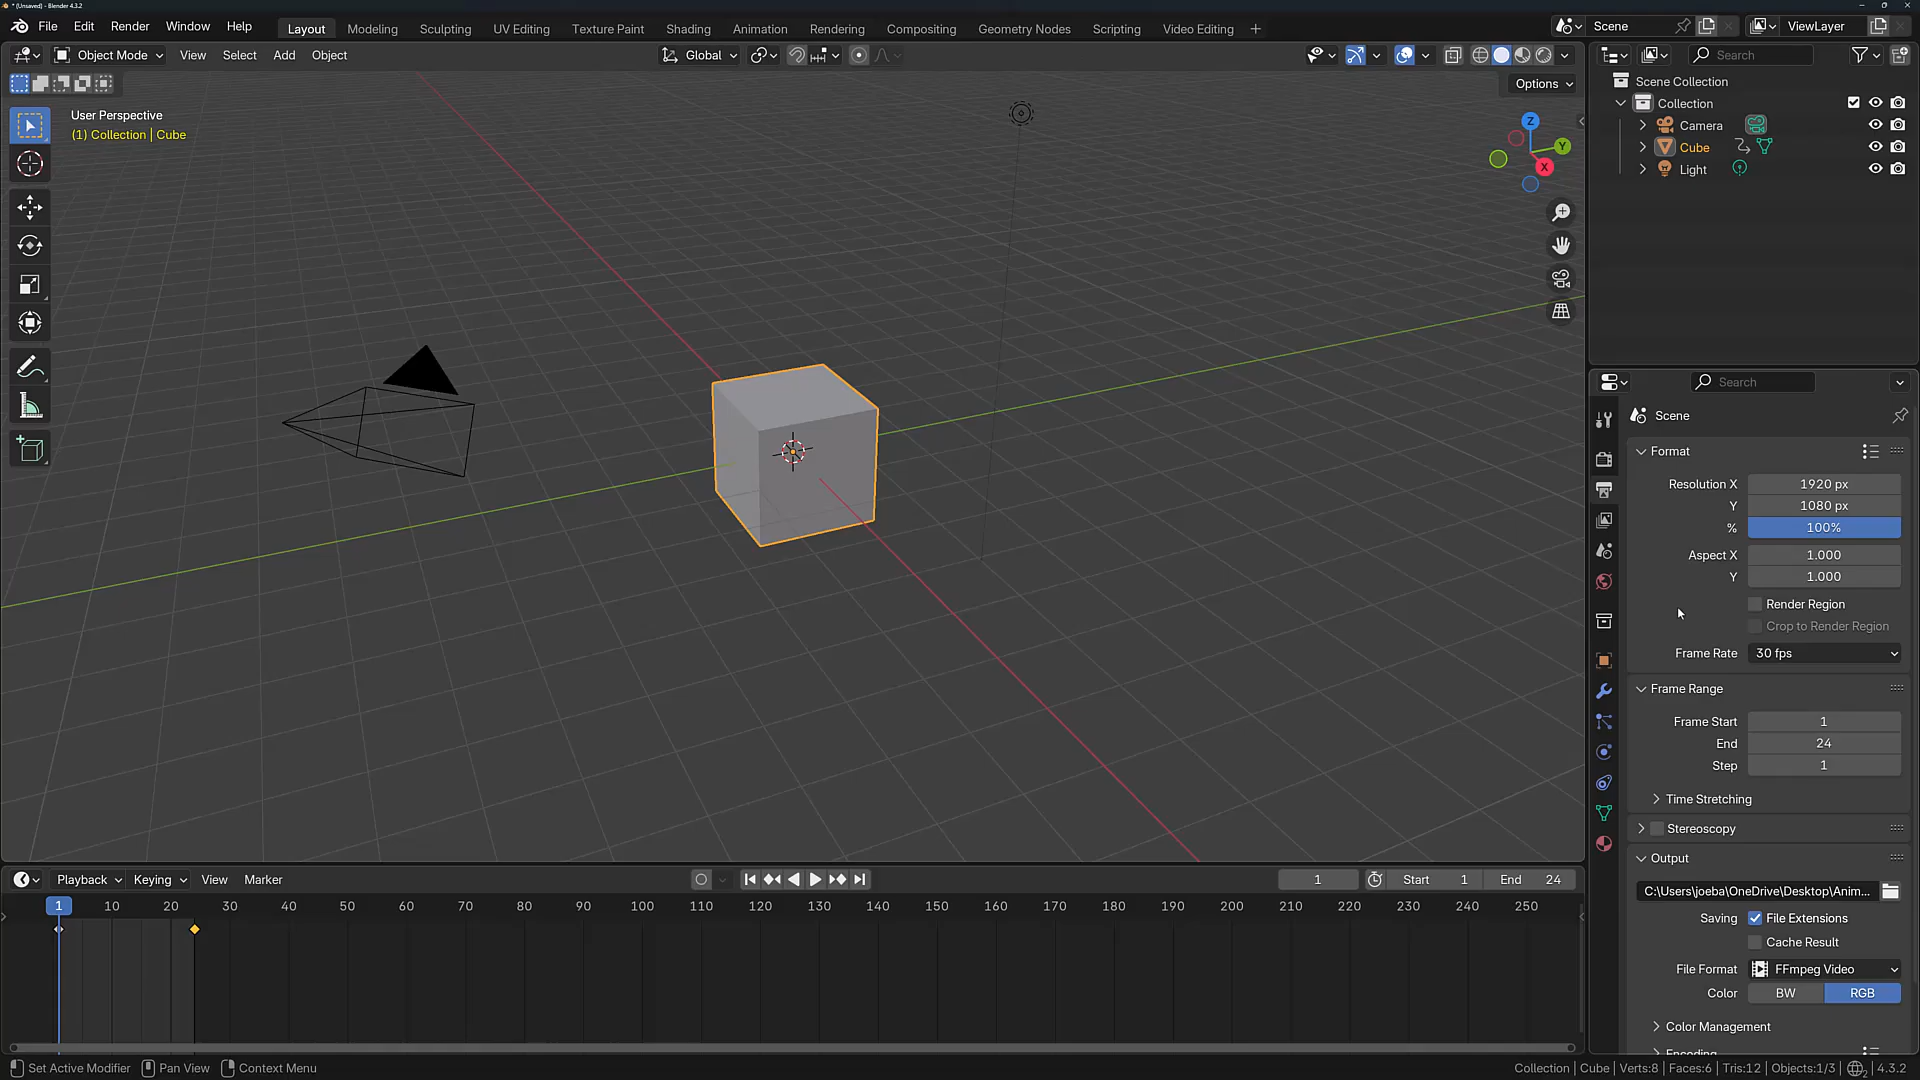 * (Unsaved) - Blender 4.3.2
File Edit Render Window Help Layout Modeling Sculpting UV Editing Texture Paint Shading Animation Rendering Compositing Geometry Nodes Scripting Video Editing + Scene ViewLayer
Object Mode View Select Add Object Global Search
Options
User Perspective
(1) Collection | Cube
Z
Y
X
Scene Collection
Collection
Camera
Cube
Light
Search
Scene
Format
Resolution X 1920 px
Y 1080 px
% 100%
Aspect X 1.000
Y 1.000
Render Region
Crop to Render Region
Frame Rate 30 fps
Frame Range
Frame Start 1
End 24
Step 1
Time Stretching
Stereoscopy
Output
C:\Users\joeba\OneDrive\Desktop\Anim...
Saving File Extensions
Cache Result
File Format FFmpeg Video
Color BW RGB
Color Management
Playback Keying View Marker 1 Start 1 End 24
1 10 20 30 40 50 60 70 80 90 100 110 120 130 140 150 160 170 180 190 200 210 220 230 240 250
Set Active Modifier Pan View Context Menu Collection | Cube | Verts:8 | Faces:6 | Tris:12 | Objects:1/3 | 4.3.2